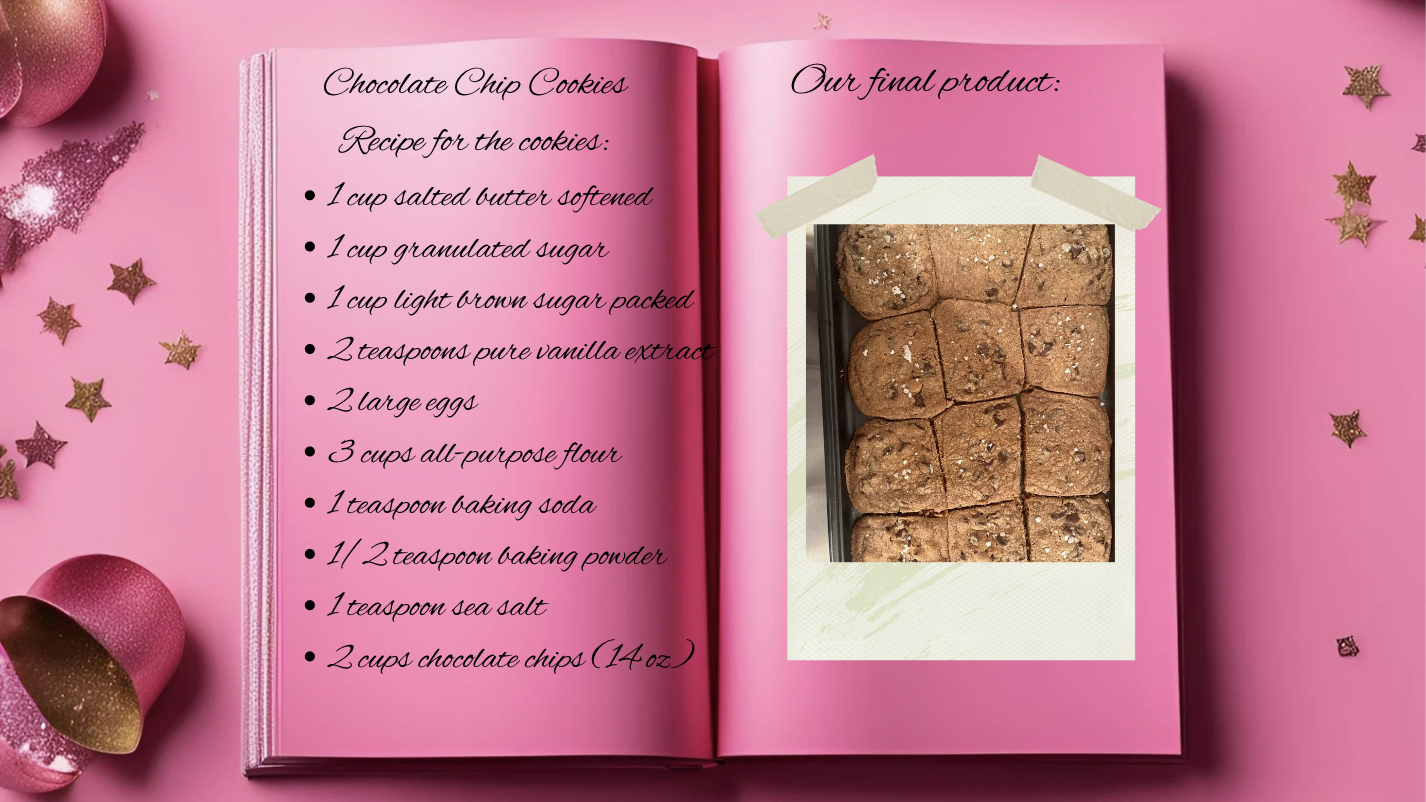 Chocolate Chip Cookies
Recipe for the cookies:
• 1 cup salted butter softened
• 1 cup granulated sugar
• 1 cup light brown sugar packed
• 2 teaspoons pure vanilla extract
• 2 large eggs
• 3 cups all-purpose flour
• 1 teaspoon baking soda
• 1/2 teaspoon baking powder
• 1 teaspoon sea salt
• 2 cups chocolate chips (14 oz)
Our final product: